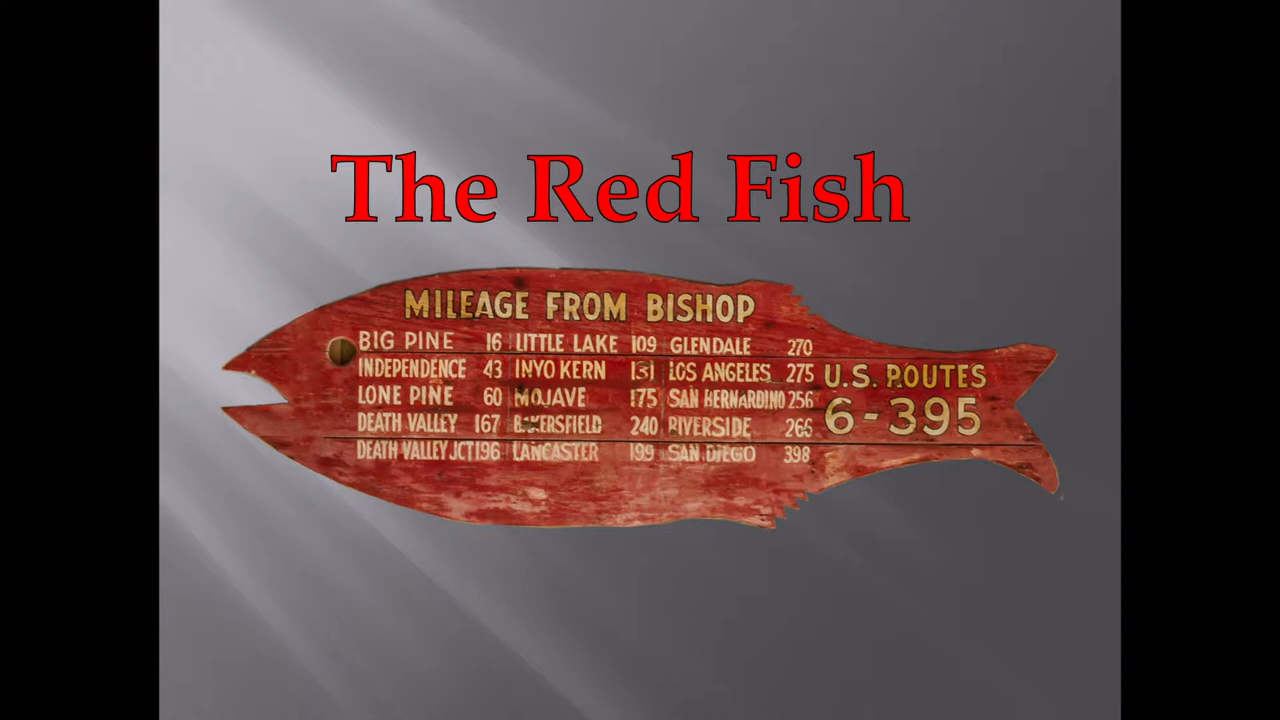 The Red Fish
MILEAGE FROM BISHOP
BIG PINE 16 LITTLE LAKE 109 GLENDALE 270
INDEPENDENCE 43 INYO KERN 131 LOS ANGELES 275
LONE PINE 60 MOJAVE 175 SAN BERNARDINO 256
DEATH VALLEY 167 BAKERSFIELD 240 RIVERSIDE 266
DEATH VALLEY JCT 196 LANCASTER 199 SAN DIEGO 398
U.S. ROUTES
6-395